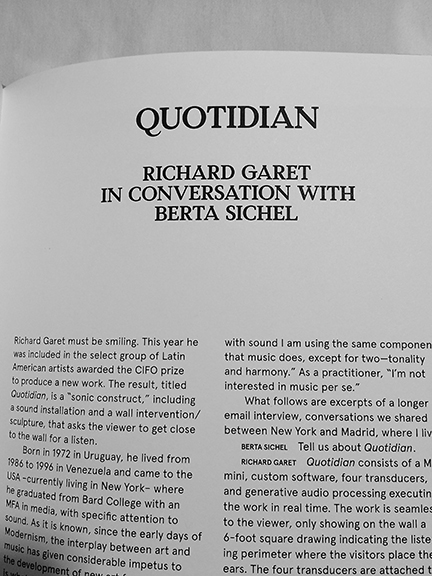 QUOTIDIAN
RICHARD GARET
IN CONVERSATION WITH
BERTA SICHEL
Richard Garet must be smiling. This year he
was included in the select group of Latin
American artists awarded the CIFO prize
to produce a new work. The result, titled
Quotidian, is a “sonic construct,” including
a sound installation and a wall intervention/
sculpture, that asks the viewer to get close
to the wall for a listen.
Born in 1972 in Uruguay, he lived from
1986 to 1996 in Venezuela and came to the
USA –currently living in New York– where
he graduated from Bard College with an
MFA in media, with specific attention to
sound. As it is known, since the early days of
Modernism, the interplay between art and
music has given considerable impetus to
the development of new art
with sound I am using the same componen
that music does, except for two—tonality
and harmony.” As a practitioner, “I’m not
interested in music per se.”
What follows are excerpts of a longer
email interview, conversations we shared
between New York and Madrid, where I liv
BERTA SICHEL Tell us about Quotidian.
RICHARD GARET Quotidian consists of a M
mini, custom software, four transducers,
and generative audio processing executin
the work in real time. The work is seamles
to the viewer, only showing on the wall a
6-foot square drawing indicating the liste
ing perimeter where the visitors place the
ears. The four transducers are attached t